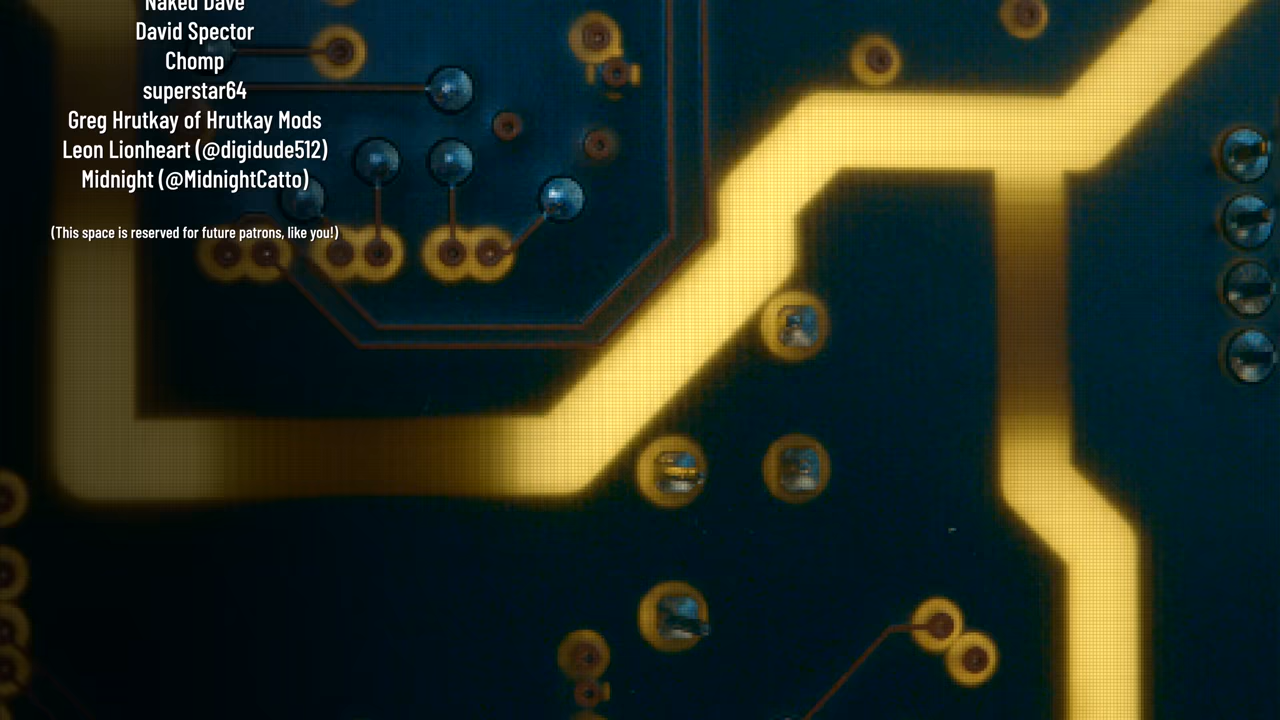 Naked Dave
David Spector
Chomp
superstar64
Greg Hrutkay of Hrutkay Mods
Leon Lionheart (@digidude512)
Midnight (@MidnightCatto)
(This space is reserved for future patrons, like you!)